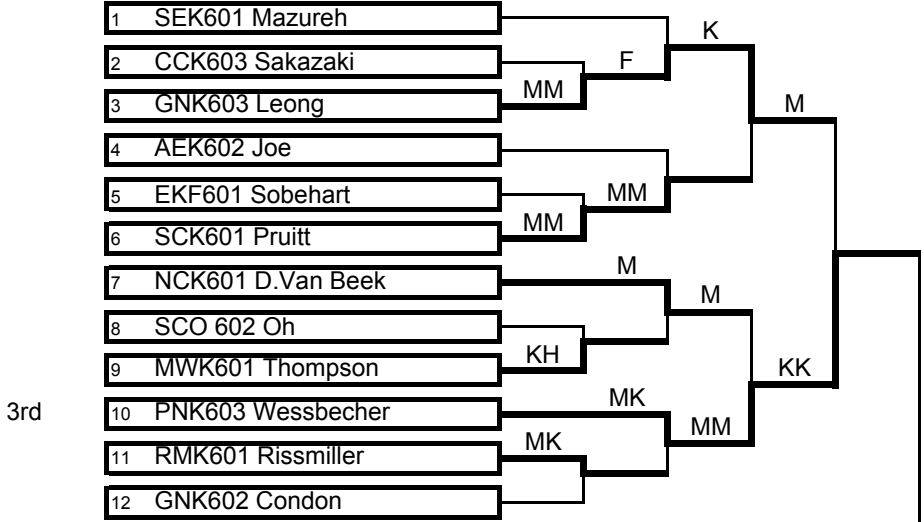 1 SEK601 Mazureh
K
2 CCK603 Sakazaki
F
MM
3 GNK603 Leong
M
4 AEK602 Joe
5 EKF601 Sobehart
MM
MM
6 SCK601 Pruitt
7 NCK601 D.Van Beek
M
M
8 SCO 602 Oh
KH
9 MWK601 Thompson
KK
3rd
10 PNK603 Wessbecher
MK
MM
MK
11 RMK601 Rissmiller
12 GNK602 Condon